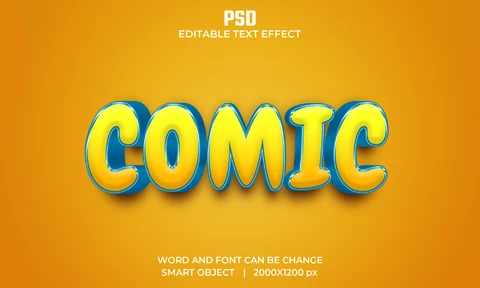 PSD
EDITABLE TEXT EFFECT
COMIC
WORD AND FONT CAN BE CHANGE
SMART OBJECT | 2000X1200 px